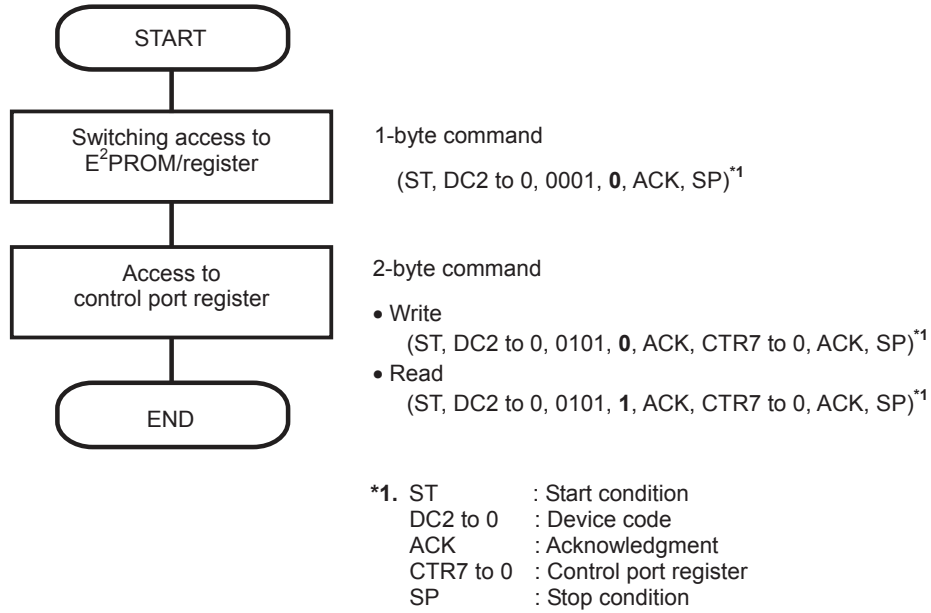 START
Switching access to
E²PROM/register
1-byte command
(ST, DC2 to 0, 0001, 0, ACK, SP)*1
Access to
control port register
2-byte command
• Write
(ST, DC2 to 0, 0101, 0, ACK, CTR7 to 0, ACK, SP)*1
• Read
(ST, DC2 to 0, 0101, 1, ACK, CTR7 to 0, ACK, SP)*1
END
*1. ST : Start condition
DC2 to 0 : Device code
ACK : Acknowledgment
CTR7 to 0 : Control port register
SP : Stop condition